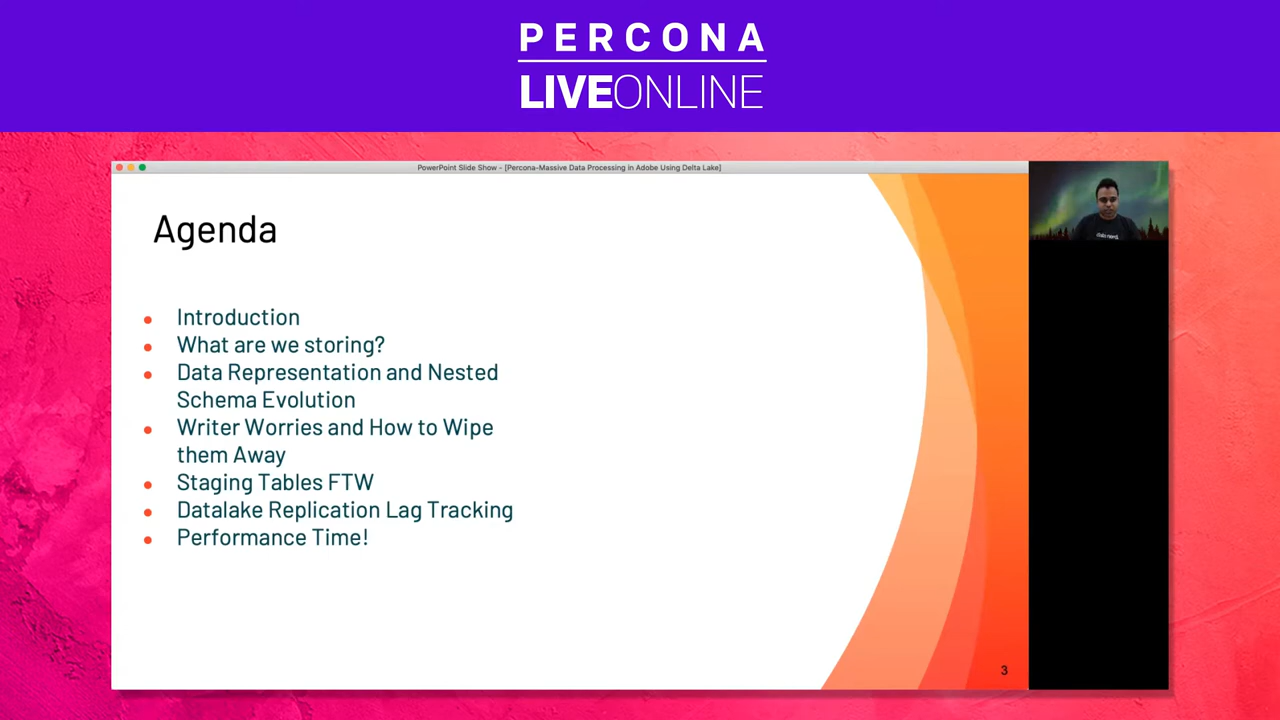 PERCONA
LIVEONLINE
PowerPoint Slide Show - [Percona-Massive Data Processing in Adobe Using Delta Lake]
Agenda
Introduction
What are we storing?
Data Representation and Nested
Schema Evolution
Writer Worries and How to Wipe
them Away
Staging Tables FTW
Datalake Replication Lag Tracking
Performance Time!
3